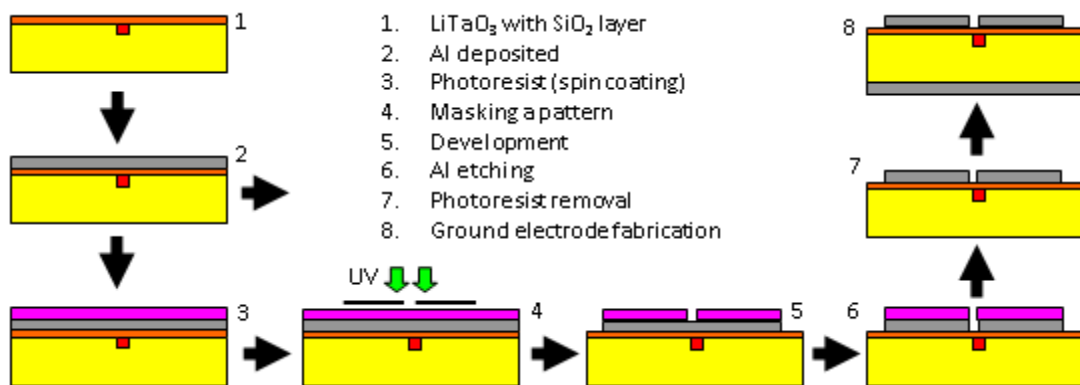 1
1. LiTaO₃ with SiO₂ layer
2. Al deposited
3. Photoresist (spin coating)
4. Masking a pattern
5. Development
6. Al etching
7. Photoresist removal
8. Ground electrode fabrication
8
2
7
UV
3
4
5
6